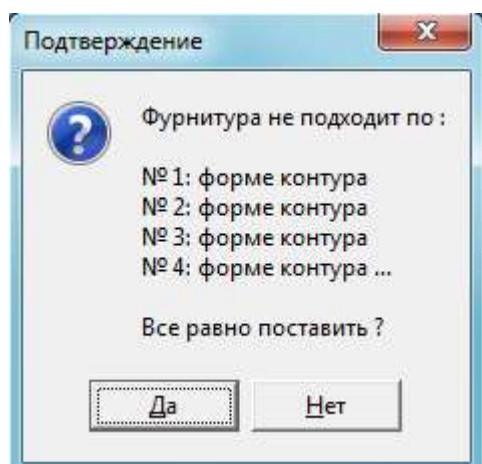 Подтверждение
Фурнитура не подходит по :
№ 1: форме контура
№ 2: форме контура
№ 3: форме контура
№ 4: форме контура ...
Все равно поставить ?
Да Нет